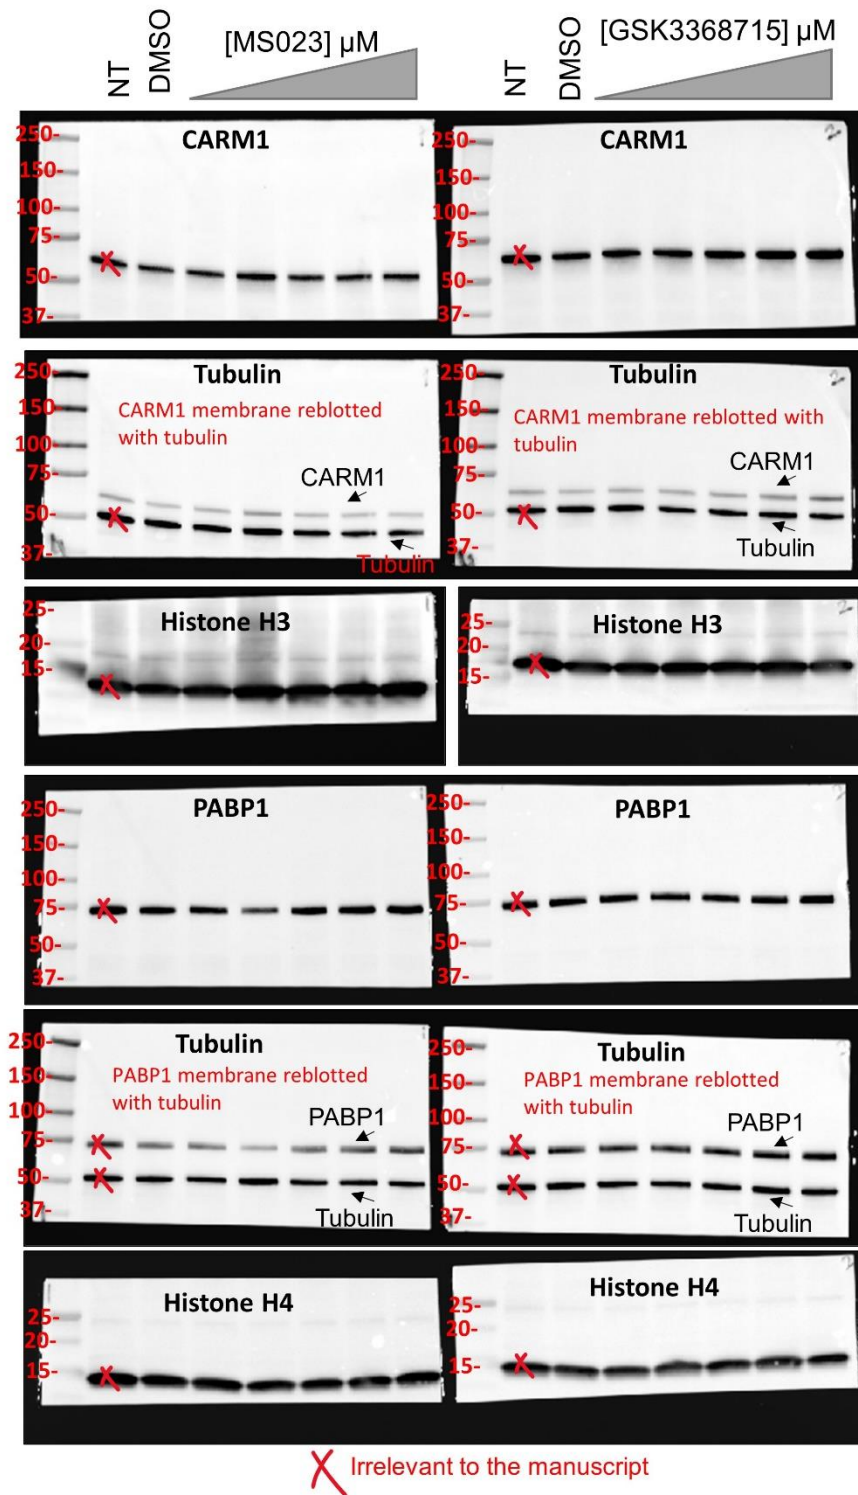 NT
DMSO
[MS023] µM
NT
DMSO
[GSK3368715] µM
CARM1
250-
150-
100-
75-
50-
37-
CARM1
250-
150-
100-
75-
50-
37-
Tubulin
CARM1 membrane reblotted
with tubulin
250-
150-
100-
75-
50-
37-
CARM1
Tubulin
Tubulin
CARM1 membrane reblotted with
tubulin
250-
150-
100-
75-
50-
37-
CARM1
Tubulin
Histone H3
25-
20-
15-
Histone H3
25-
20-
15-
PABP1
250-
150-
100-
75-
50-
37-
PABP1
250-
150-
100-
75-
50-
37-
Tubulin
PABP1 membrane reblotted
with tubulin
250-
150-
100-
75-
50-
37-
PABP1
Tubulin
Tubulin
PABP1 membrane reblotted
with tubulin
250-
150-
100-
75-
50-
37-
PABP1
Tubulin
Histone H4
25-
20-
15-
Histone H4
25-
20-
15-
Irrelevant to the manuscript